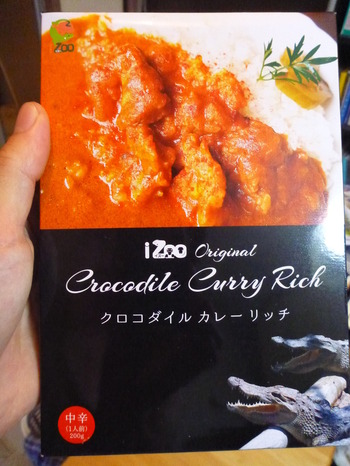 Zoo
iZoo Original
Crocodile Curry Rich
クロコダイル カレー リッチ
中辛
(1人前)
200g